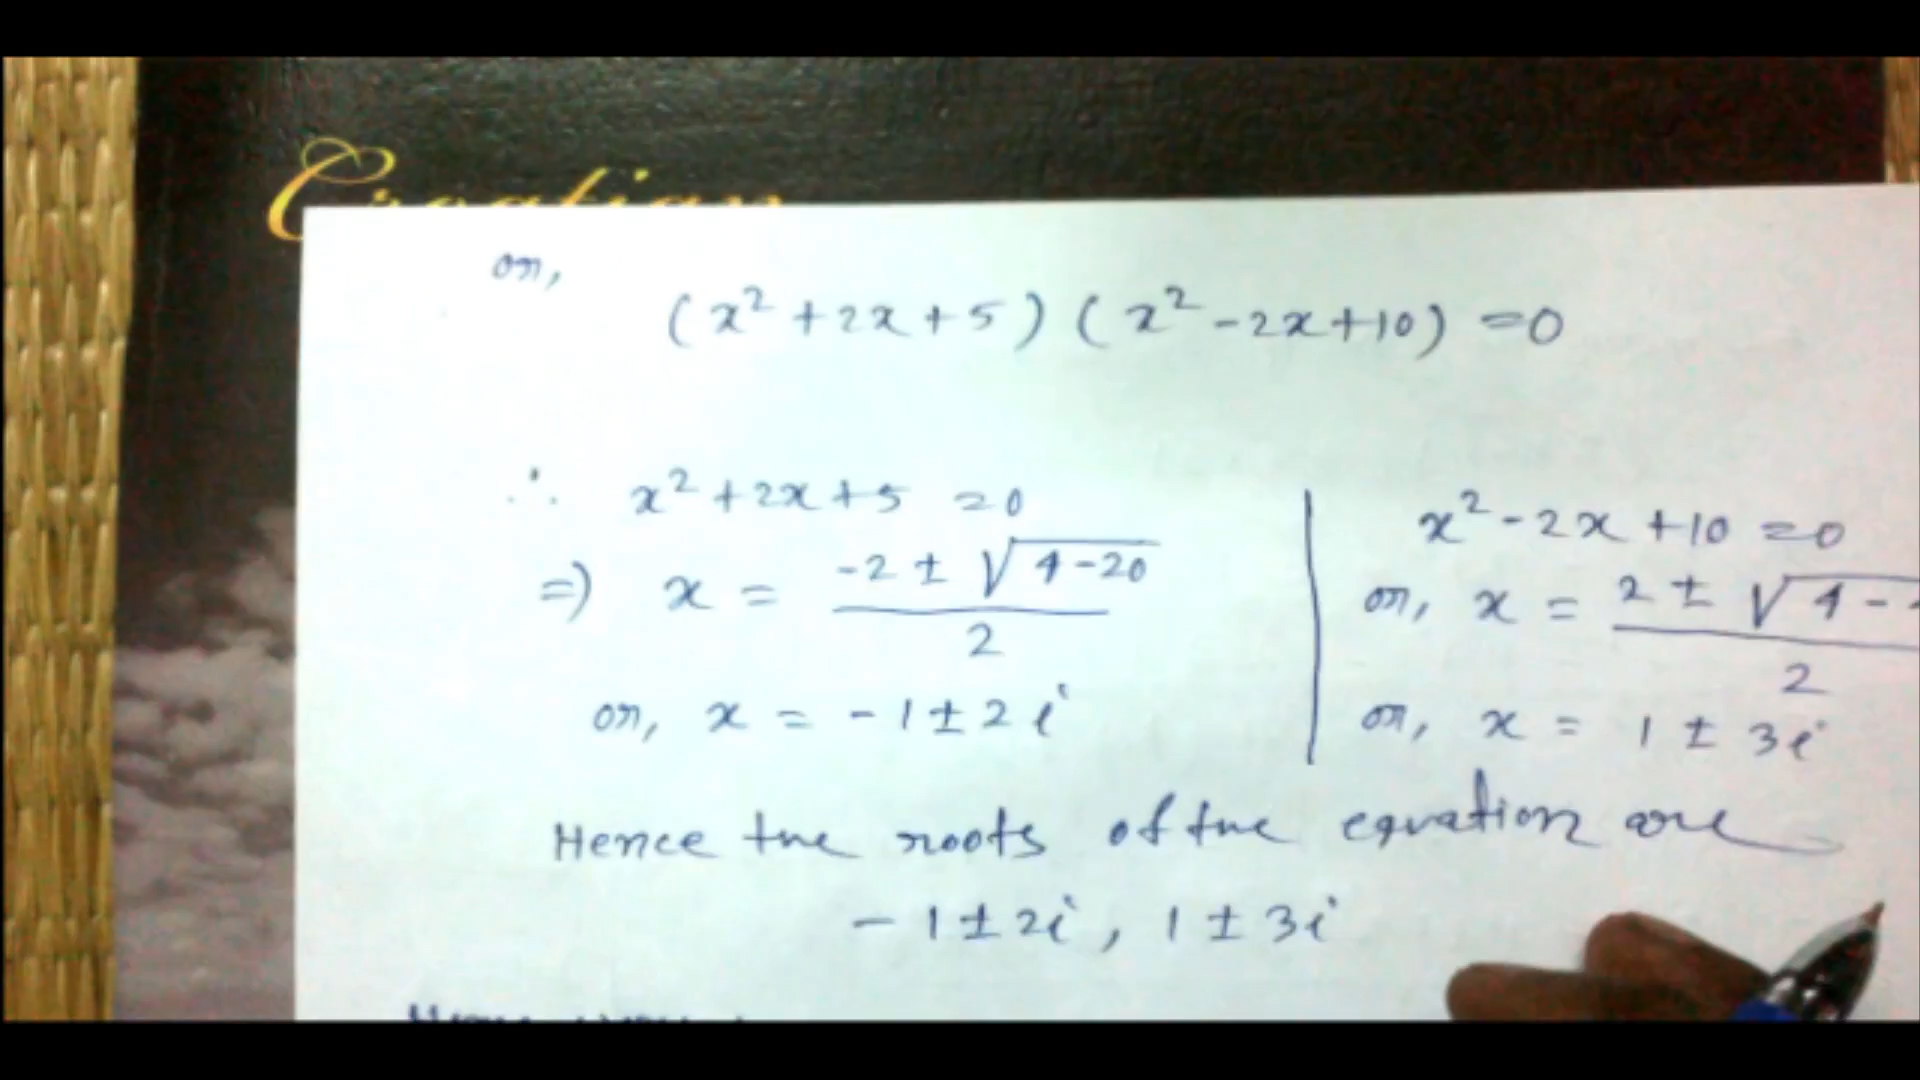 Creation
or,
(x² + 2x + 5) (x² - 2x + 10) = 0
∴ x² + 2x + 5 = 0
=> x = (-2 ± √(4-20)) / 2
or, x = -1 ± 2i
x² - 2x + 10 = 0
or, x = (2 ± √(4- / 2
or, x = 1 ± 3i
Hence the roots of the equation are
-1 ± 2i, 1 ± 3i